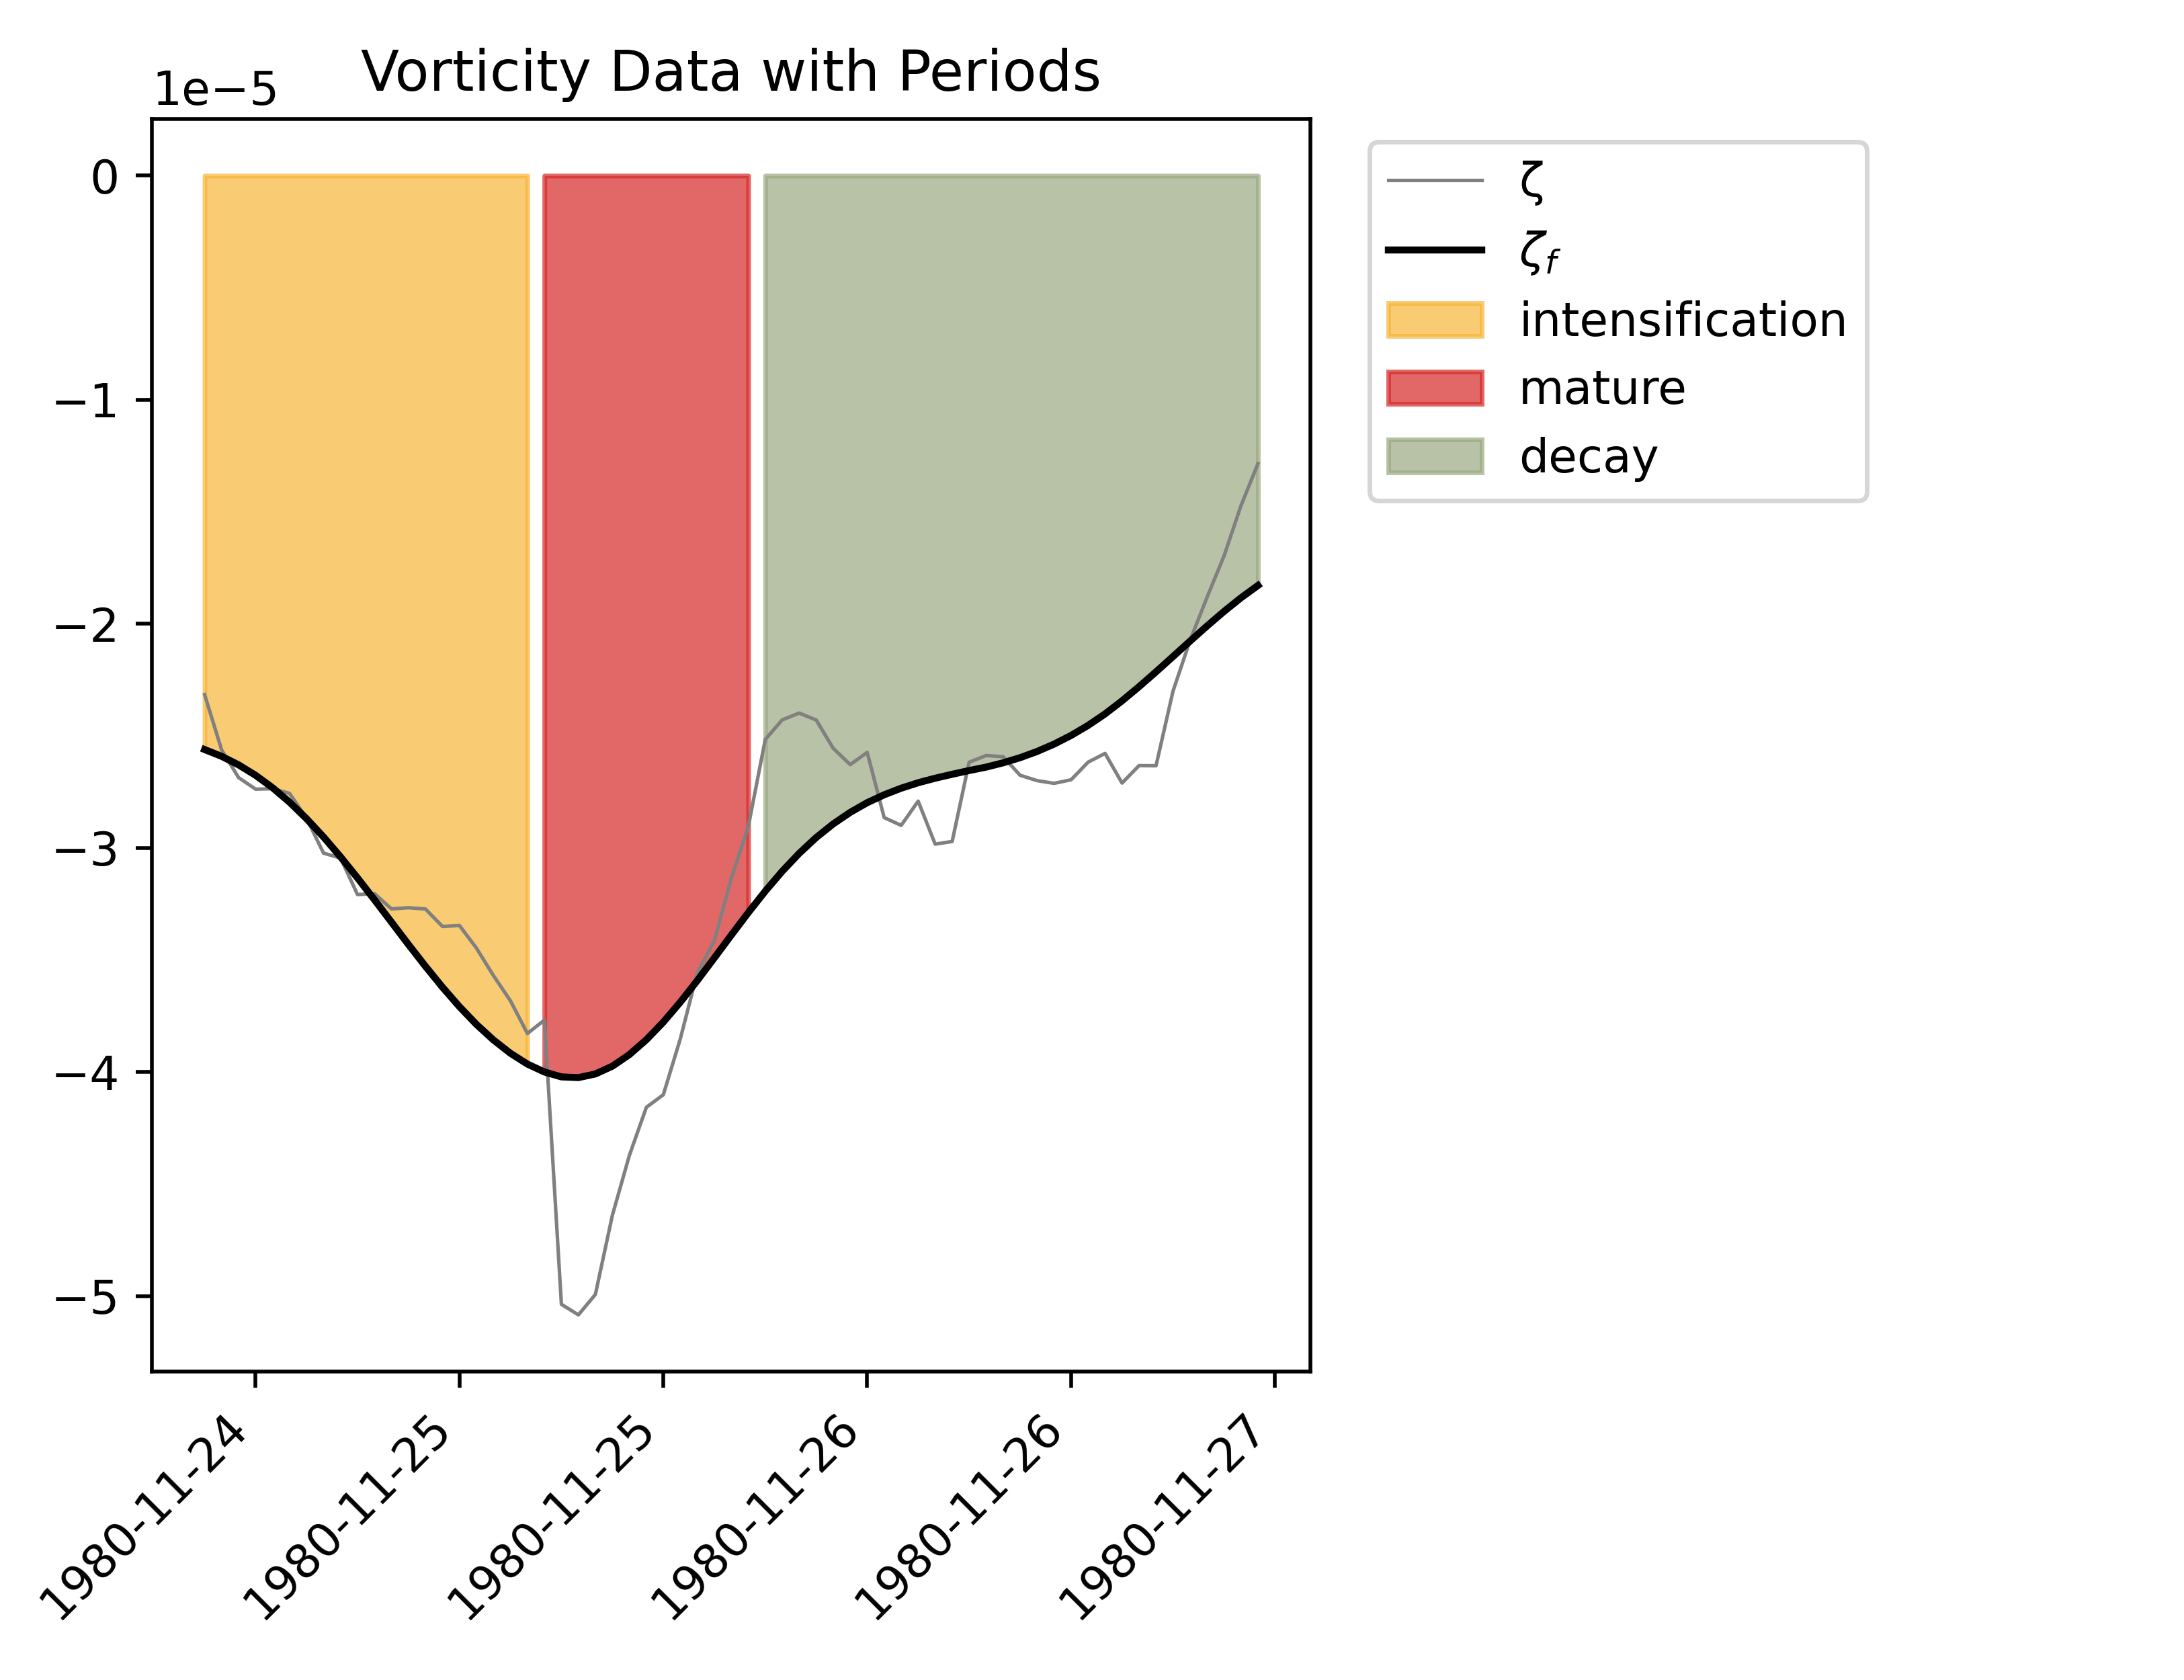 Vorticity Data with Periods
1e−5
0
−1
−2
−3
−4
−5
1980-11-24
1980-11-25
1980-11-25
1980-11-26
1980-11-26
1980-11-27
ζ
ζf
intensification
mature
decay